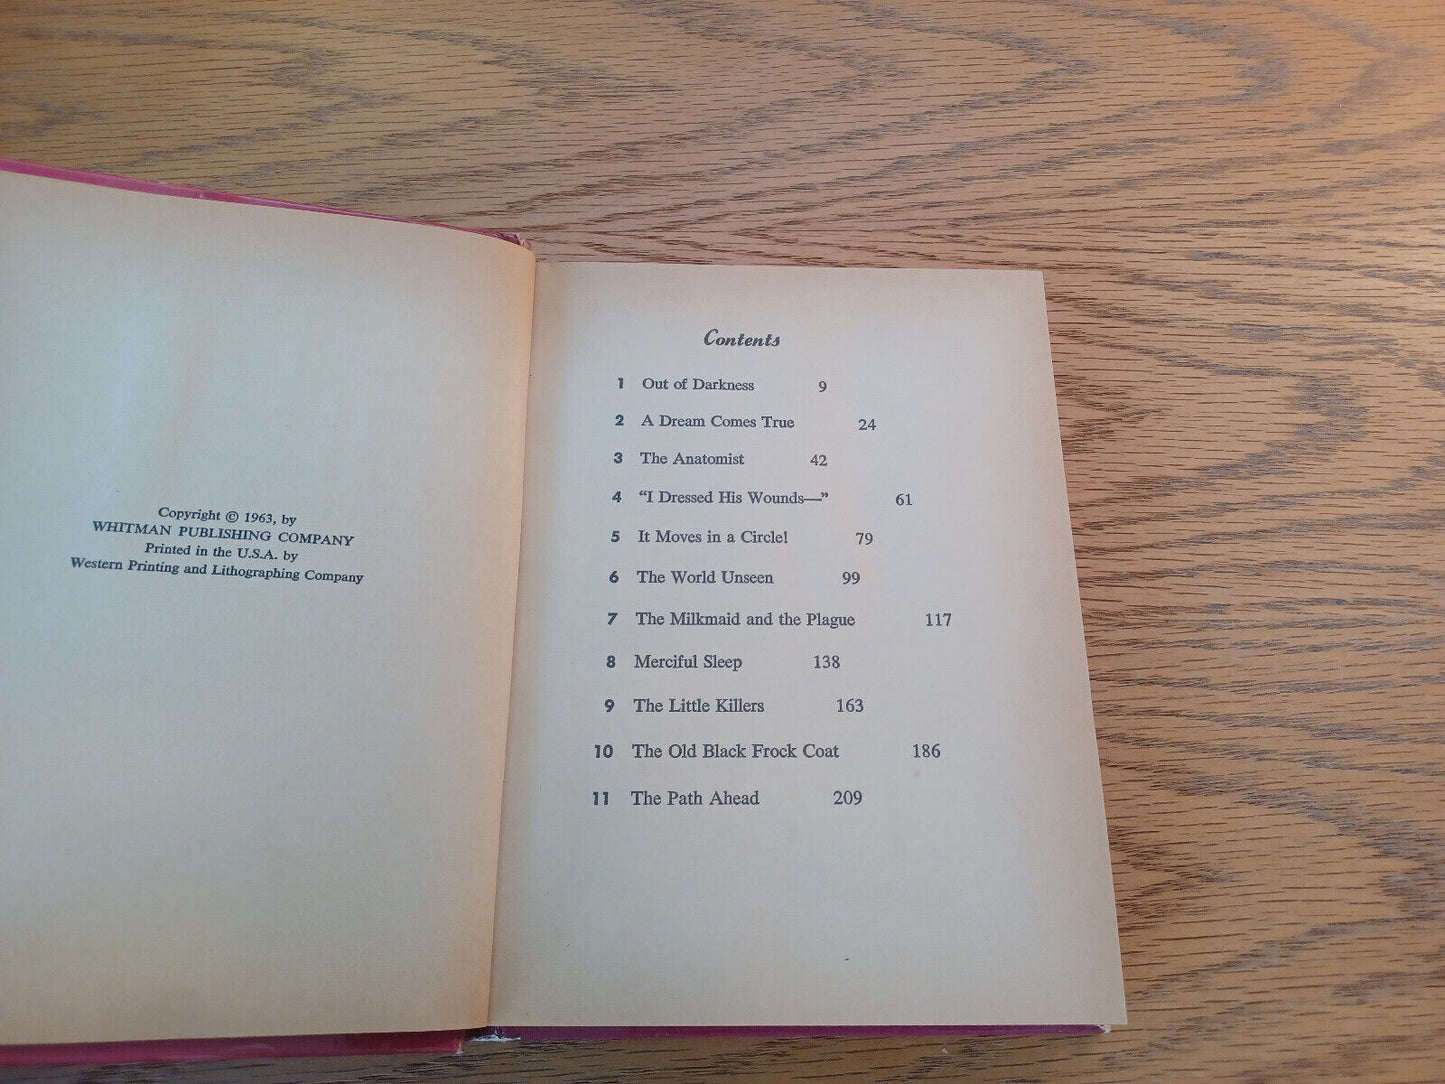 Copyright © 1963, by
WHITMAN PUBLISHING COMPANY
Printed in the U.S.A. by
Western Printing and Lithographing Company
Contents
1 Out of Darkness 9
2 A Dream Comes True 24
3 The Anatomist 42
4 “I Dressed His Wounds—” 61
5 It Moves in a Circle! 79
6 The World Unseen 99
7 The Milkmaid and the Plague 117
8 Merciful Sleep 138
9 The Little Killers 163
10 The Old Black Frock Coat 186
11 The Path Ahead 209